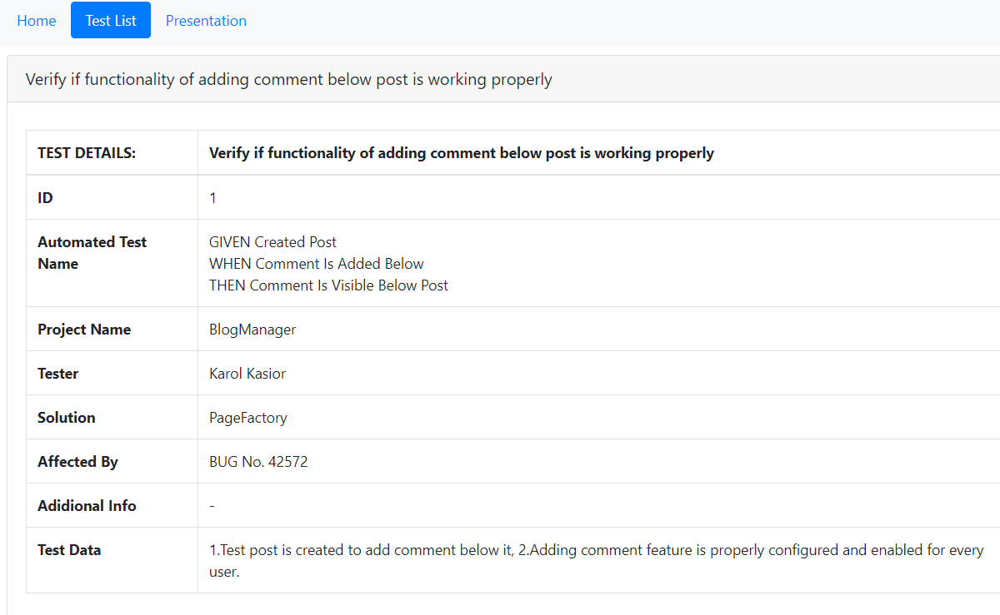 Home Test List Presentation
Verify if functionality of adding comment below post is working properly
TEST DETAILS: Verify if functionality of adding comment below post is working properly
ID 1
Automated Test Name GIVEN Created Post
WHEN Comment Is Added Below
THEN Comment Is Visible Below Post
Project Name BlogManager
Tester Karol Kasior
Solution PageFactory
Affected By BUG No. 42572
Adidional Info -
Test Data 1.Test post is created to add comment below it, 2.Adding comment feature is properly configured and enabled for every
user.